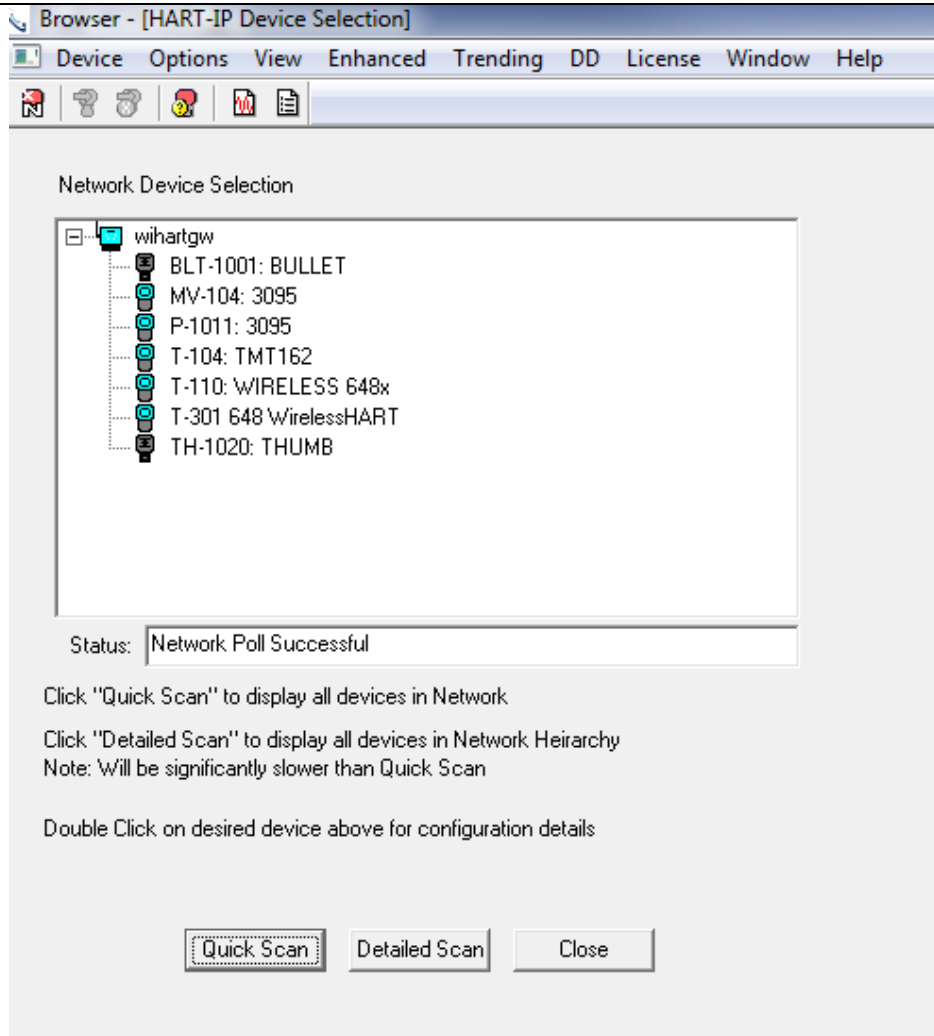 Browser - [HART-IP Device Selection]
Device Options View Enhanced Trending DD License Window Help
Network Device Selection
wihartgw
BLT-1001: BULLET
MV-104: 3095
P-1011: 3095
T-104: TMT162
T-110: WIRELESS 648x
T-301 648 WirelessHART
TH-1020: THUMB
Status: Network Poll Successful
Click "Quick Scan" to display all devices in Network
Click "Detailed Scan" to display all devices in Network Heirarchy
Note: Will be significantly slower than Quick Scan
Double Click on desired device above for configuration details
Quick Scan Detailed Scan Close